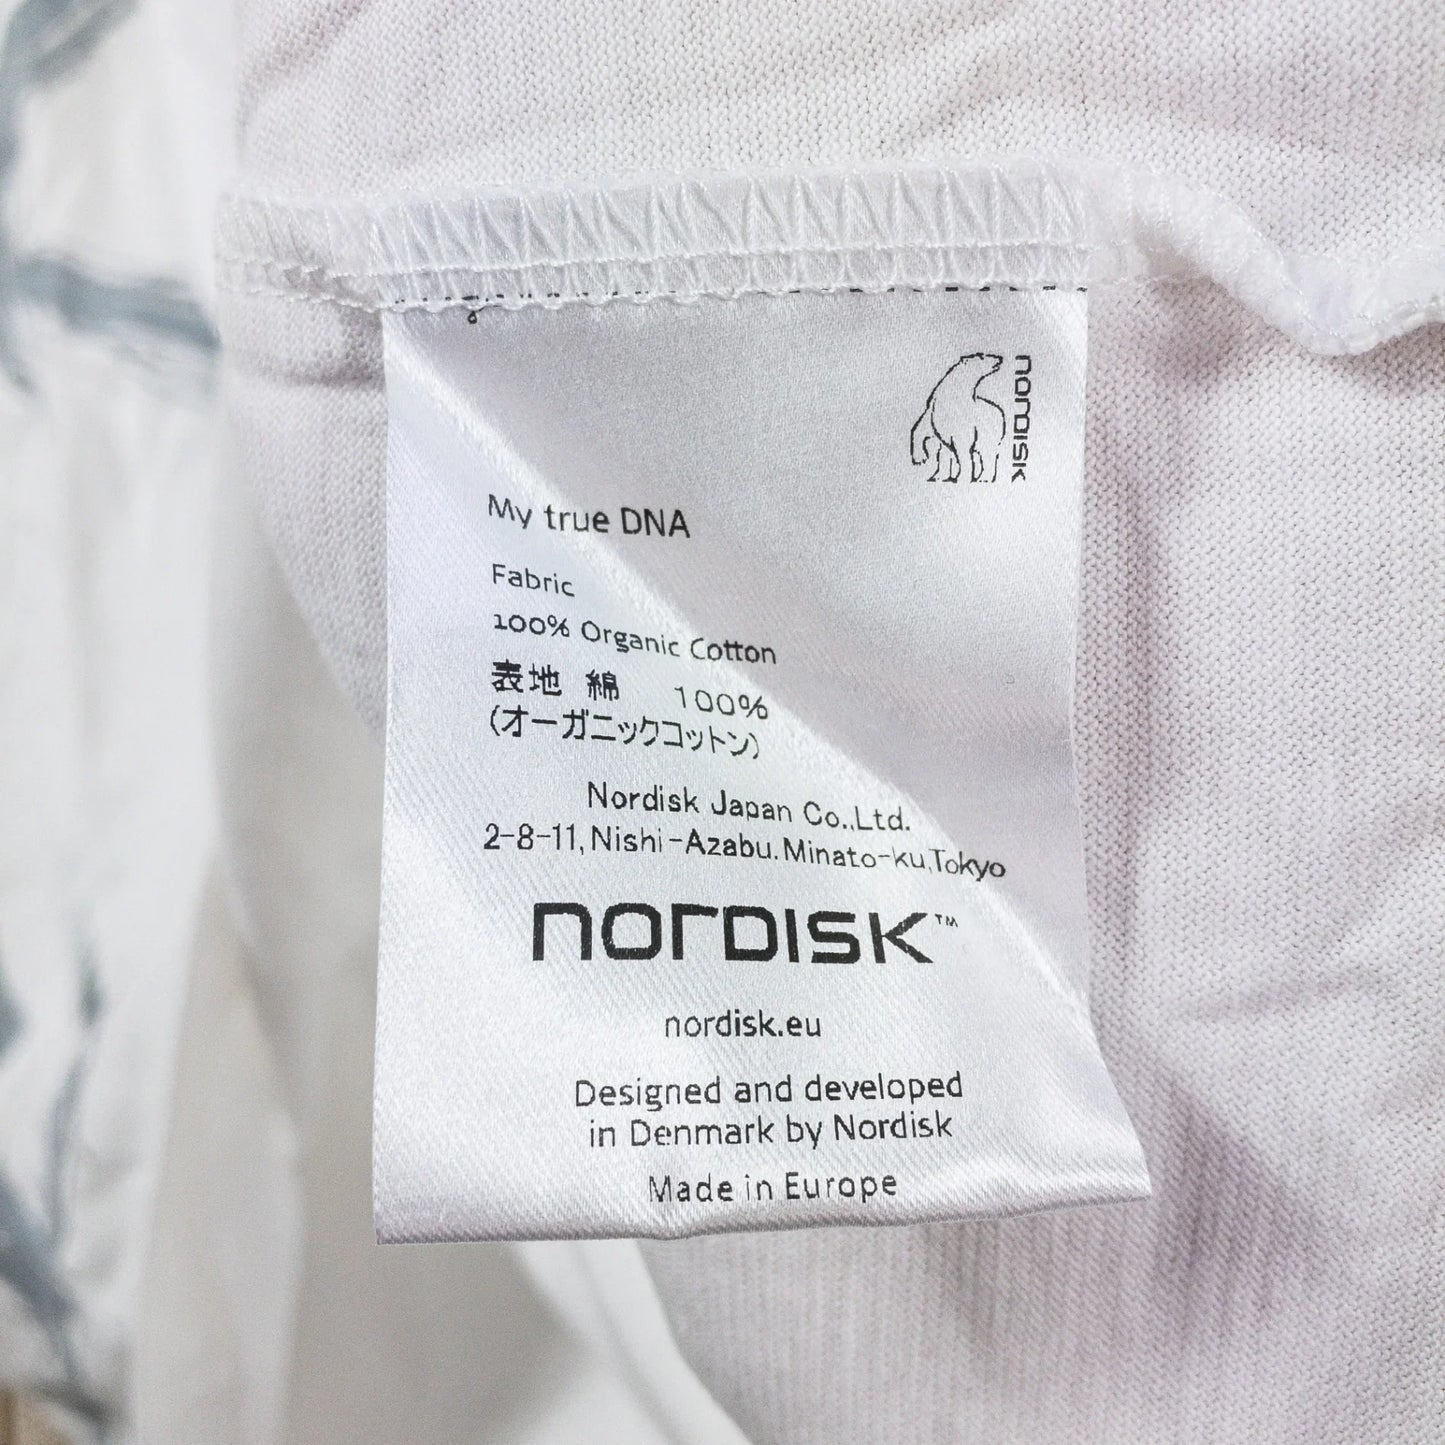 NORDISK
My true DNA
Fabric
100% Organic Cotton
表地 綿 100%
(オーガニックコットン)
Nordisk Japan Co.,Ltd.
2-8-11,Nishi-Azabu.Minato-ku,Tokyo
NORDISK™
nordisk.eu
Designed and developed
in Denmark by Nordisk
Made in Europe